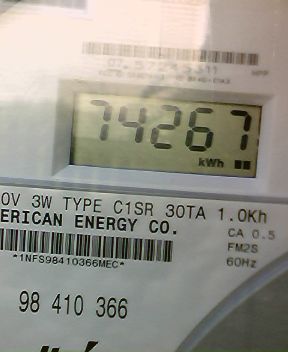 74267
kWh
0V 3W TYPE C1SR 30TA 1.0Kh
ERICAN ENERGY CO.
CA 0.5
FM2S
*1NFS98410366MEC*
60Hz
98 410 366